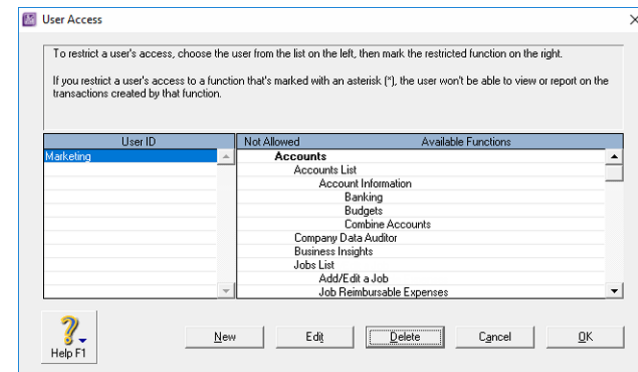 User Access
To restrict a user's access, choose the user from the list on the left, then mark the restricted function on the right.
If you restrict a user's access to a function that's marked with an asterisk (*), the user won't be able to view or report on the
transactions created by that function.
User ID
Not Allowed Available Functions
Marketing
Accounts
Accounts List
Account Information
Banking
Budgets
Combine Accounts
Company Data Auditor
Business Insights
Jobs List
Add/Edit a Job
Job Reimbursable Expenses
Help F1
New Edit Delete Cancel OK